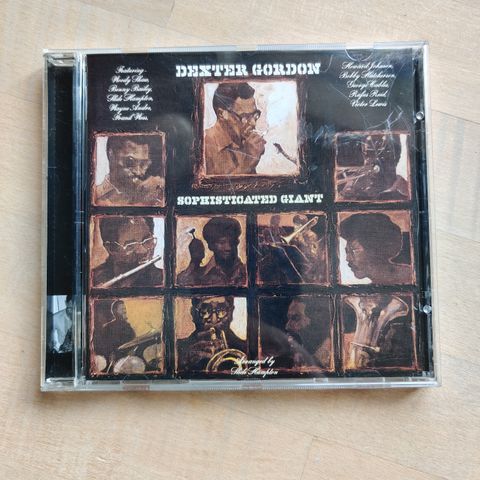 DEXTER GORDON
Featuring
Woody Shaw,
Benny Bailey,
Slide Hampton,
Wayne Andre,
Frank Wess,
Howard Johnson,
Bobby Hutcherson,
George Cables,
Rufus Reid,
Victor Lewis
SOPHISTICATED GIANT
Arranged by
Slide Hampton